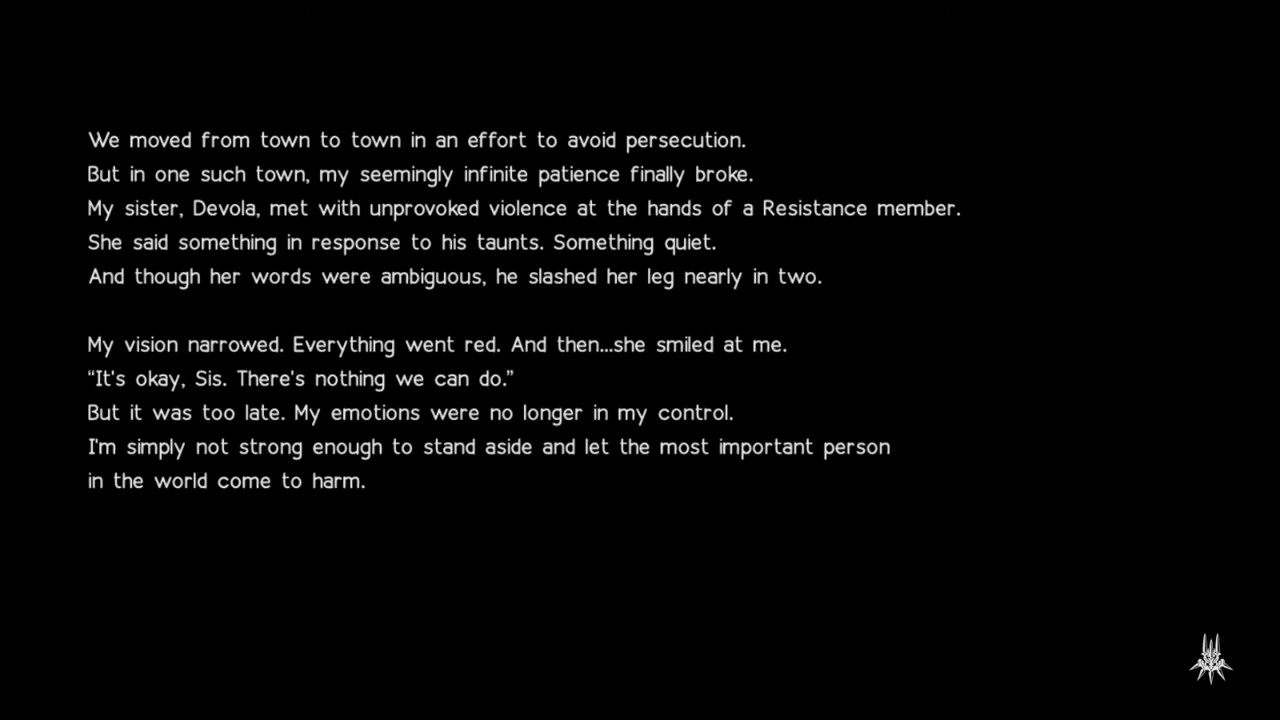 We moved from town to town in an effort to avoid persecution.
But in one such town, my seemingly infinite patience finally broke.
My sister, Devola, met with unprovoked violence at the hands of a Resistance member.
She said something in response to his taunts. Something quiet.
And though her words were ambiguous, he slashed her leg nearly in two.
My vision narrowed. Everything went red. And then...she smiled at me.
“It's okay, Sis. There's nothing we can do.”
But it was too late. My emotions were no longer in my control.
I'm simply not strong enough to stand aside and let the most important person
in the world come to harm.